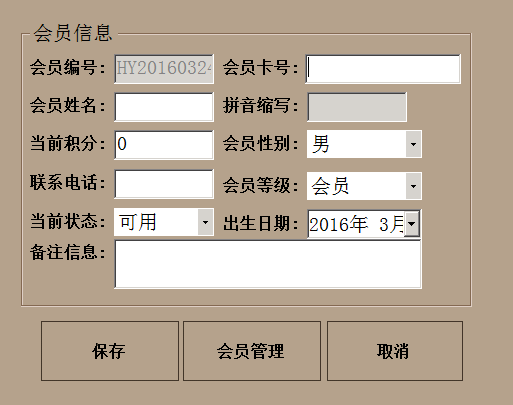 会员信息
会员编号: HY20160324 会员卡号:
会员姓名: 拼音缩写:
当前积分: 0 会员性别: 男
联系电话: 会员等级: 会员
当前状态: 可用 出生日期: 2016年 3月
备注信息:
保存 会员管理 取消